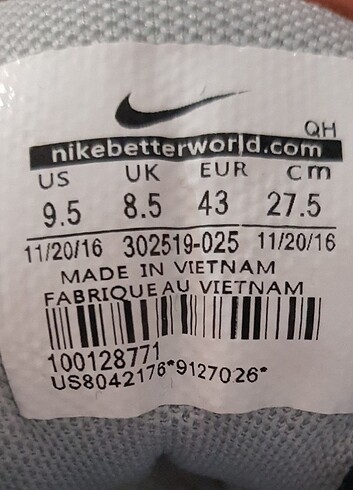 QH
nikebetterworld.com
US UK EUR cm
9.5 8.5 43 27.5
11/20/16 302519-025 11/20/16
MADE IN VIETNAM
FABRIQUE AU VIETNAM
100128771
US8042176*9127026*